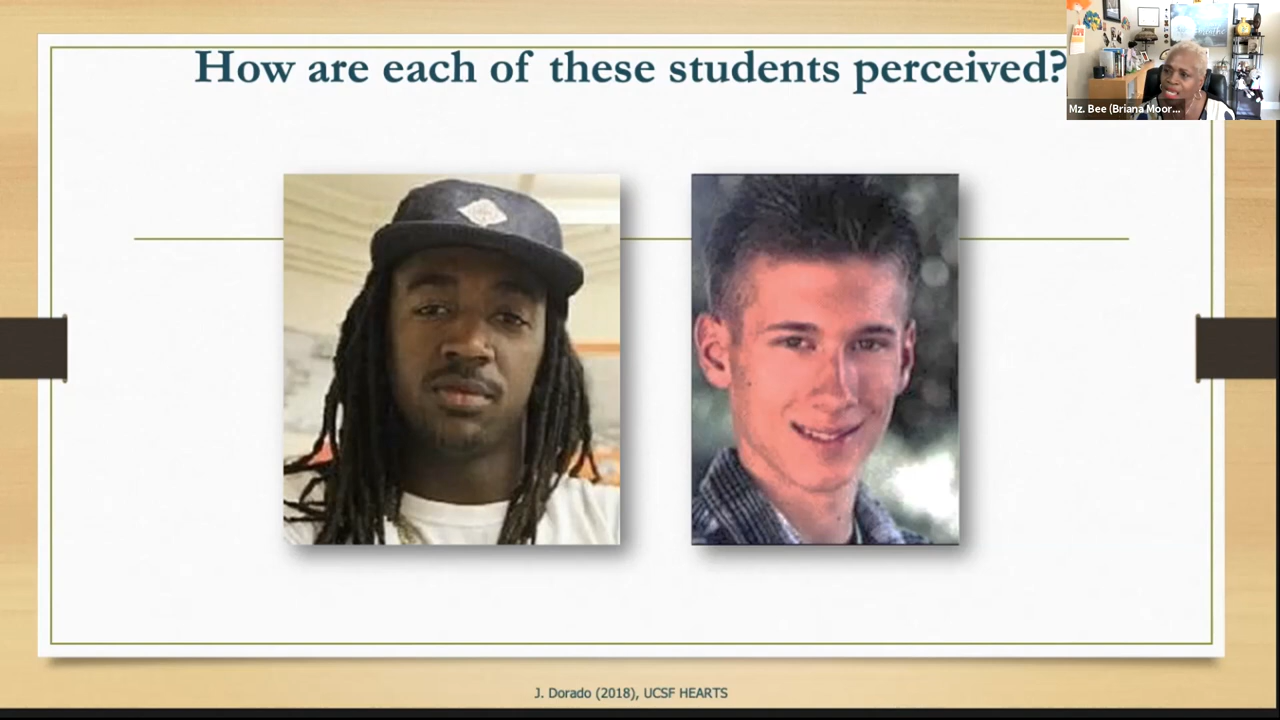 How are each of these students perceived?
Mz. Bee (Briana Moor...
J. Dorado (2018), UCSF HEARTS